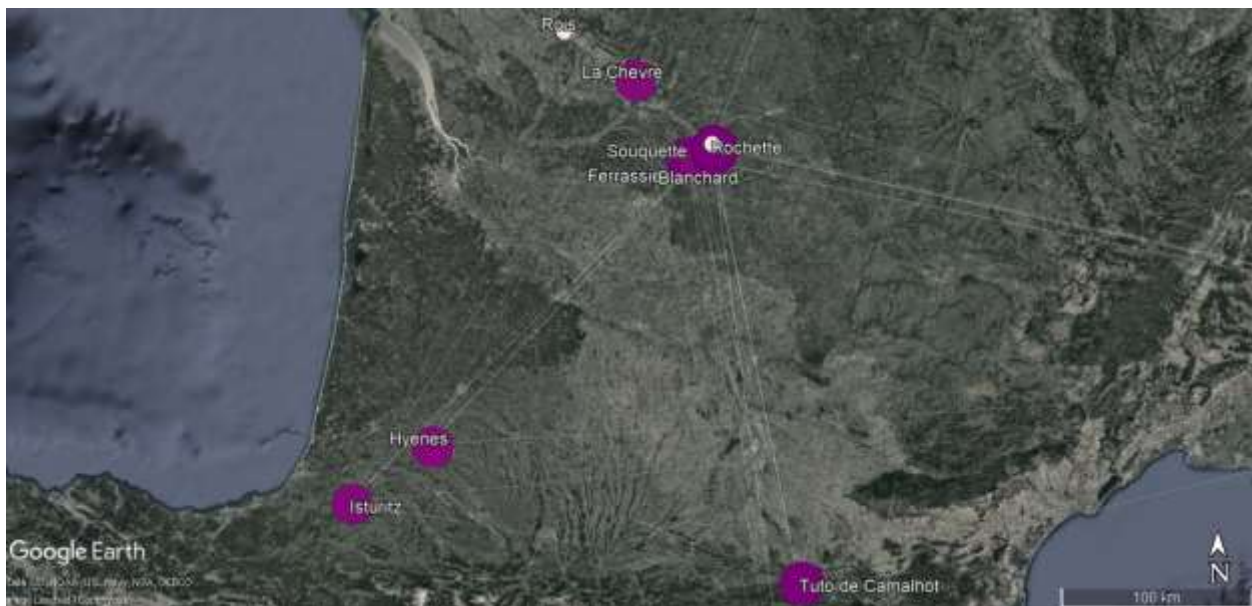 Rois
La Chevre
Souquette
Rochette
Ferrassie
Blanchard
Hyenes
Isturitz
Tuto de Camalhot
Google Earth
N
100 km